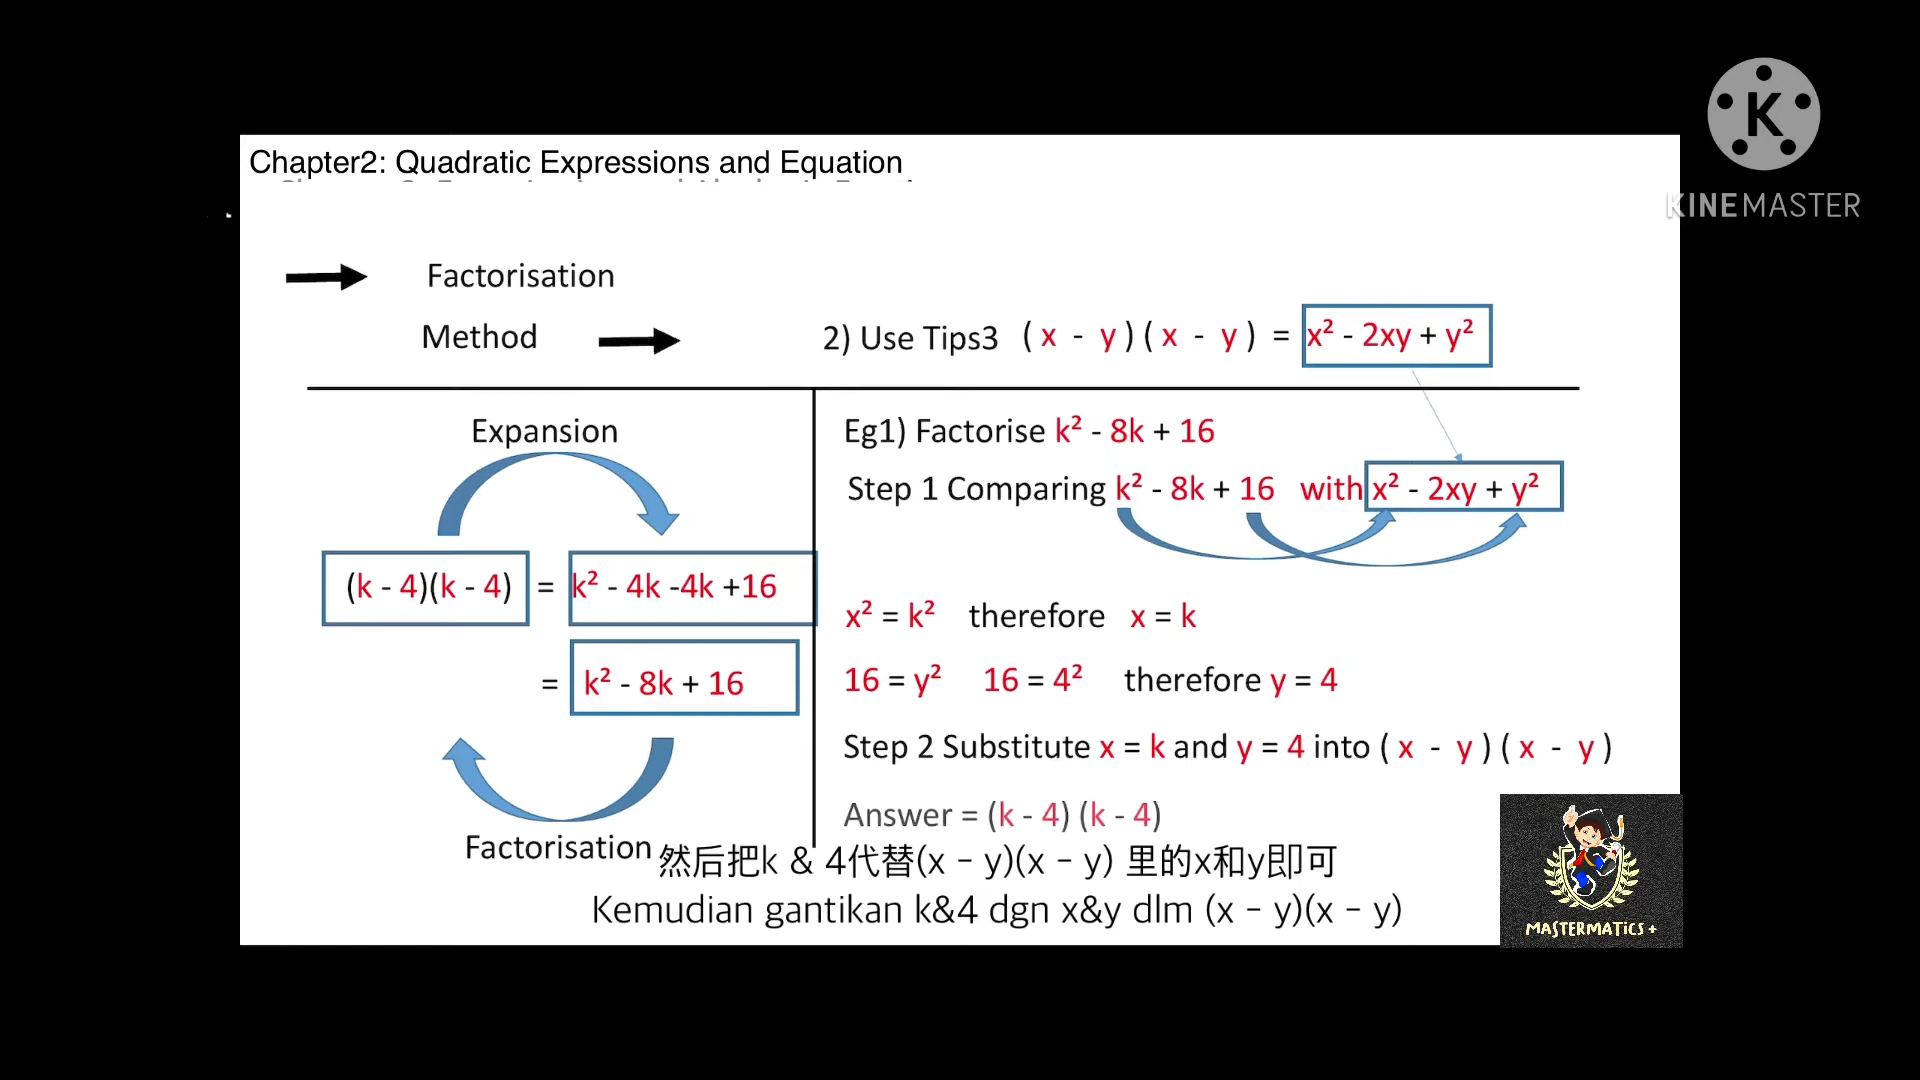 K
KINEMASTER
Chapter2: Quadratic Expressions and Equation
Factorisation
Method
2) Use Tips3 ( x - y ) ( x - y ) = x² - 2xy + y²
Expansion
(k - 4)(k - 4) = k² - 4k -4k +16
= k² - 8k + 16
Factorisation
Eg1) Factorise k² - 8k + 16
Step 1 Comparing k² - 8k + 16 with x² - 2xy + y²
x² = k² therefore x = k
16 = y² 16 = 4² therefore y = 4
Step 2 Substitute x = k and y = 4 into ( x - y ) ( x - y )
Answer = (k - 4) (k - 4)
然后把k & 4代替(x - y)(x - y) 里的x和y即可
Kemudian gantikan k&4 dgn x&y dlm (x - y)(x - y)
MASTERMATiCS +